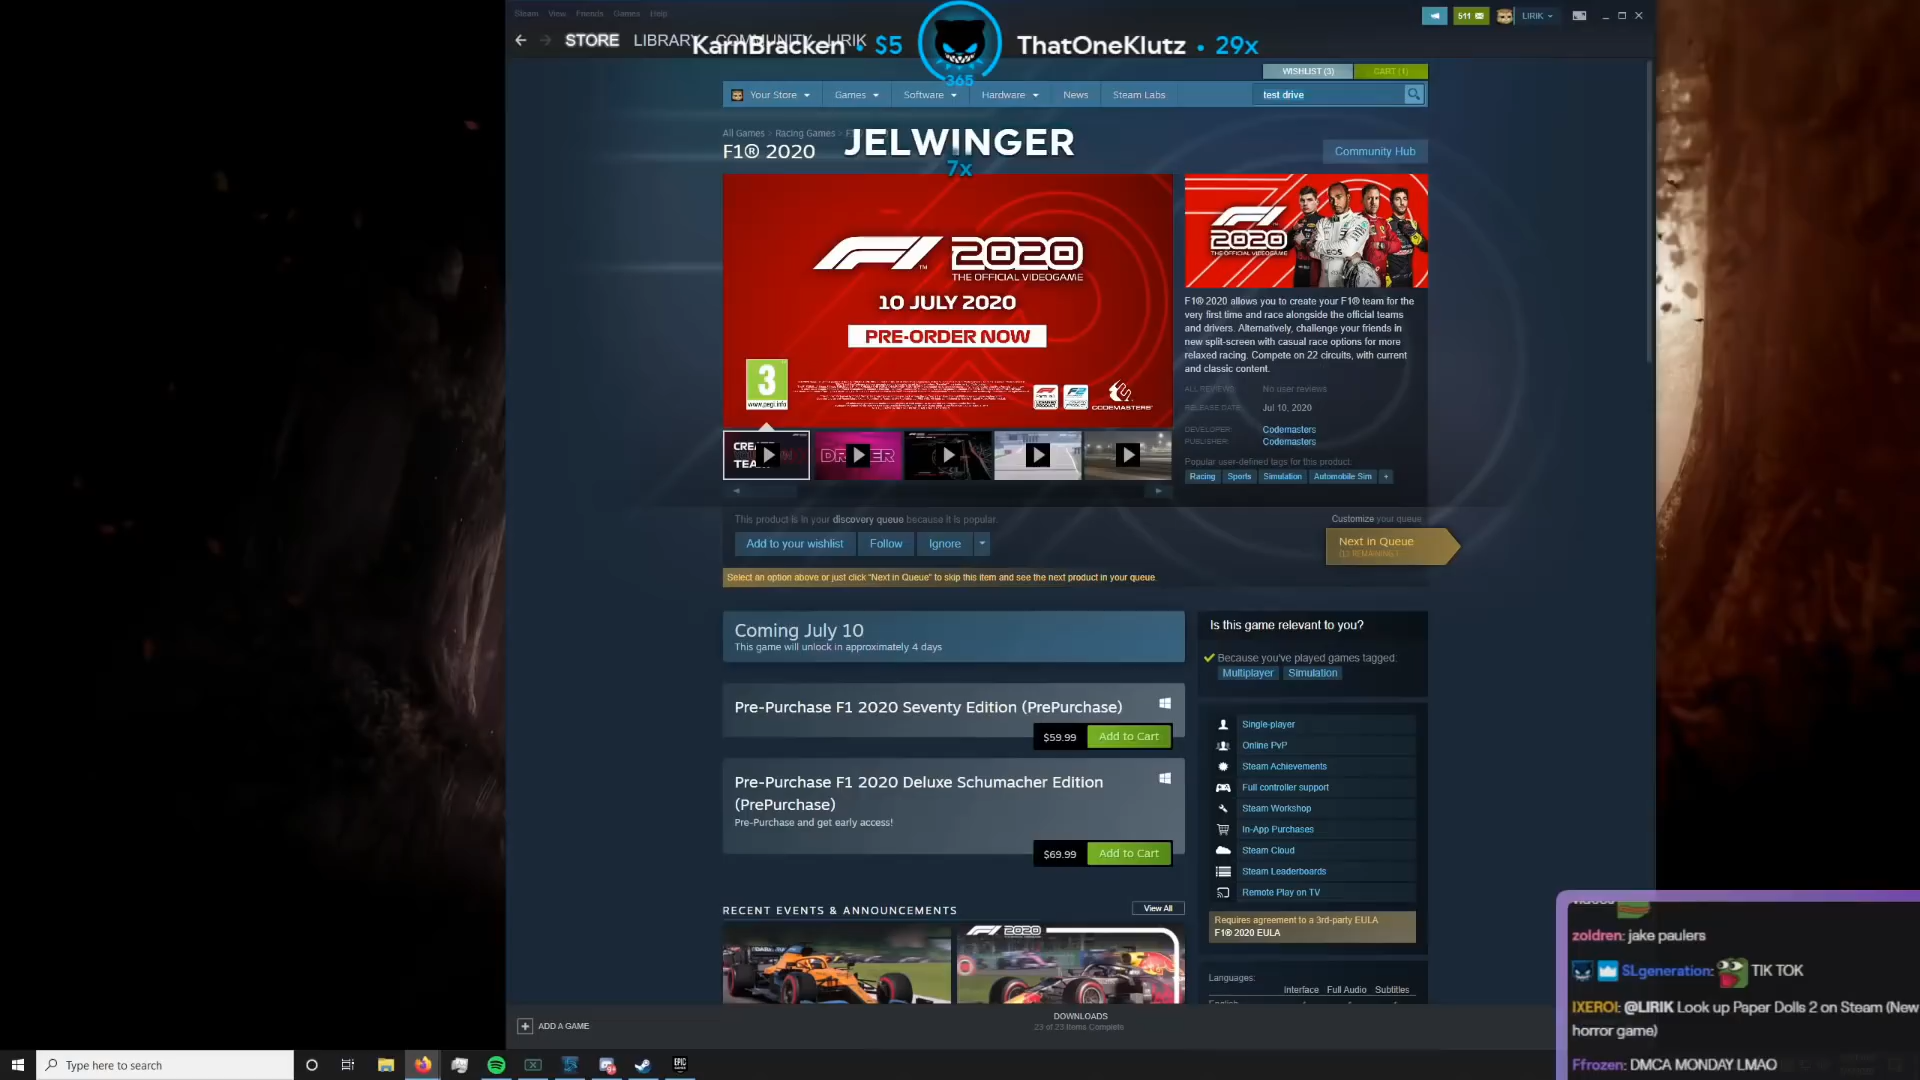 Steam View Friends Games Help
511
LIRIK
STORE LIBRARY COMMUNITY LIRIK
KarnBracken • $5
365
ThatOneKlutz • 29x
WISHLIST (3)
CART (1)
Your Store
Games
Software
Hardware
News
Steam Labs
test drive
All Games > Racing Games >
F1® 2020
JELWINGER
7x
Community Hub
F1 2020
THE OFFICIAL VIDEOGAME
10 JULY 2020
PRE-ORDER NOW
3
www.pegi.info
CODEMASTERS
F1 2020
THE OFFICIAL VIDEOGAME
F1® 2020 allows you to create your F1® team for the
very first time and race alongside the official teams
and drivers. Alternatively, challenge your friends in
new split-screen with casual race options for more
relaxed racing. Compete on 22 circuits, with current
and classic content.
ALL REVIEWS: No user reviews
RELEASE DATE: Jul 10, 2020
DEVELOPER: Codemasters
PUBLISHER: Codemasters
Popular user-defined tags for this product:
Racing Sports Simulation Automobile Sim +
This product is in your discovery queue because it is popular.
Customize your queue
Add to your wishlist
Follow
Ignore
Next in Queue
Select an option above or just click "Next in Queue" to skip this item and see the next product in your queue.
Coming July 10
This game will unlock in approximately 4 days
Is this game relevant to you?
Because you've played games tagged:
Multiplayer Simulation
Pre-Purchase F1 2020 Seventy Edition (PrePurchase)
$59.99 Add to Cart
Pre-Purchase F1 2020 Deluxe Schumacher Edition
(PrePurchase)
Pre-Purchase and get early access!
$69.99 Add to Cart
Single-player
Online PvP
Steam Achievements
Full controller support
Steam Workshop
In-App Purchases
Steam Cloud
Steam Leaderboards
Remote Play on TV
Requires agreement to a 3rd-party EULA
F1® 2020 EULA
RECENT EVENTS & ANNOUNCEMENTS
View All
F1 2020
Languages:
Interface Full Audio Subtitles
English
ADD A GAME
DOWNLOADS
23 of 23 Items Complete
zoldren: jake paulers
SLgeneration: TIK TOK
IXEROI: @LIRIK Look up Paper Dolls 2 on Steam (New
horror game)
Ffrozen: DMCA MONDAY LMAO
Type here to search
EPIC
GAMES